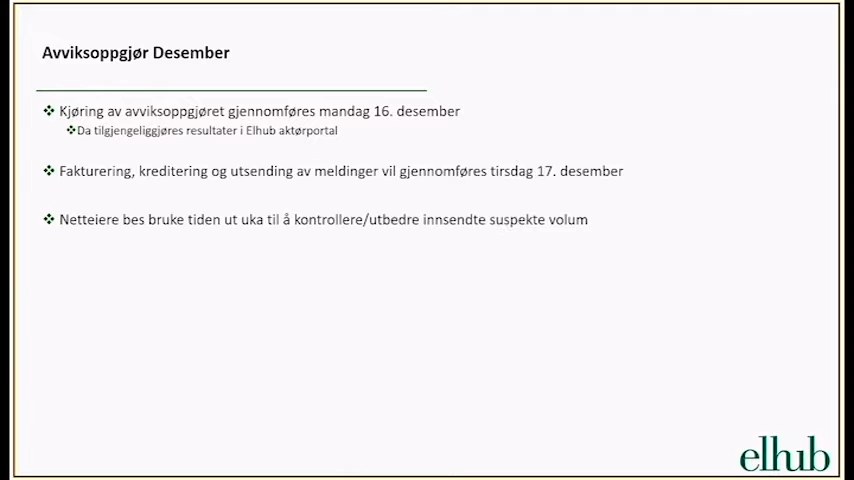 Avviksoppgjør Desember
Kjøring av avviksoppgjøret gjennomføres mandag 16. desember
Da tilgjengeliggjøres resultater i Elhub aktørportal
Fakturering, kreditering og utsending av meldinger vil gjennomføres tirsdag 17. desember
Netteiere bes bruke tiden ut uka til å kontrollere/utbedre innsendte suspekte volum
elhub